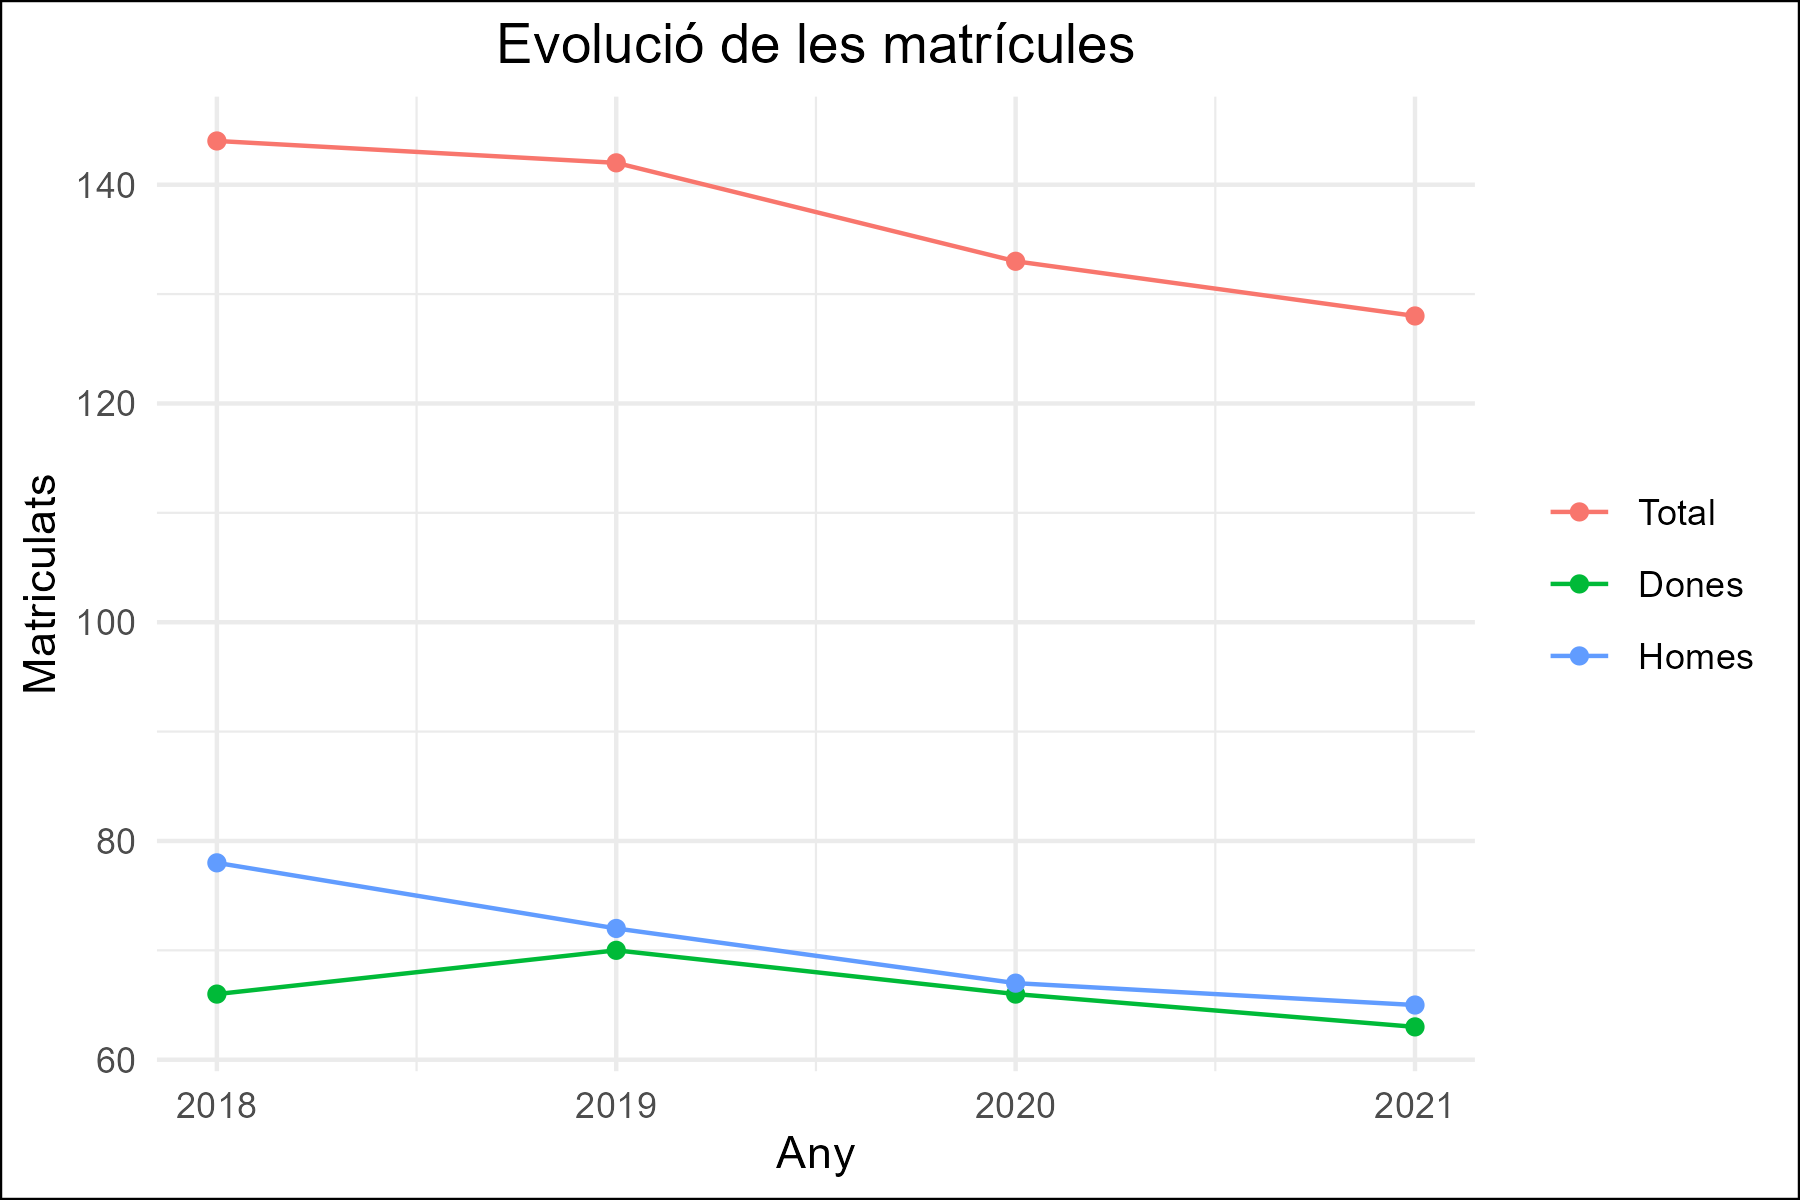 Evolució de les matrícules
Matriculats
140
120
100
80
60
2018
2019
2020
2021
Any
Total
Dones
Homes